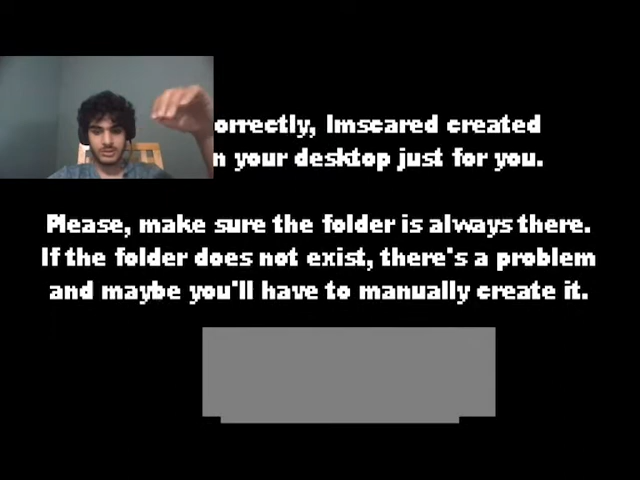 orrectly, Imscared created
n your desktop just for you.
Please, make sure the folder is always there.
If the folder does not exist, there's a problem
and maybe you'll have to manually create it.